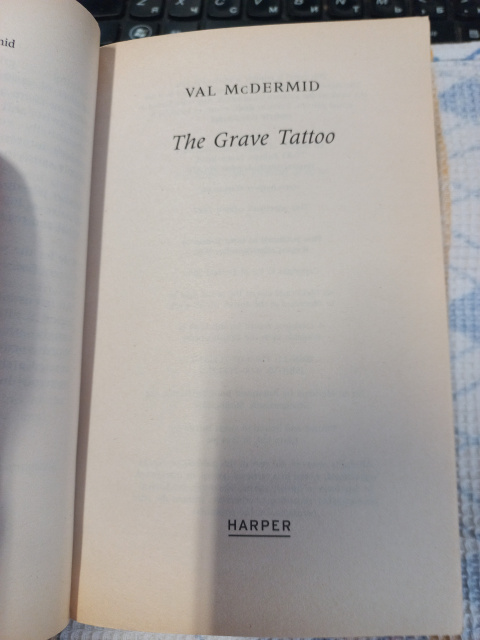 VAL McDERMID
The Grave Tattoo
HARPER